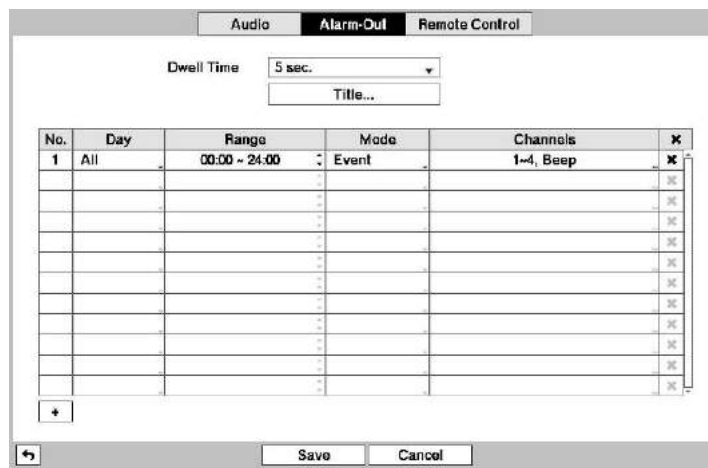 Audio Alarm-Out Remote Control
Dwell Time 5 sec.
Title...
No. Day Range Mode Channels ×
1 All 00:00 ~ 24:00 Event 1~4, Beep ×
+
Save Cancel